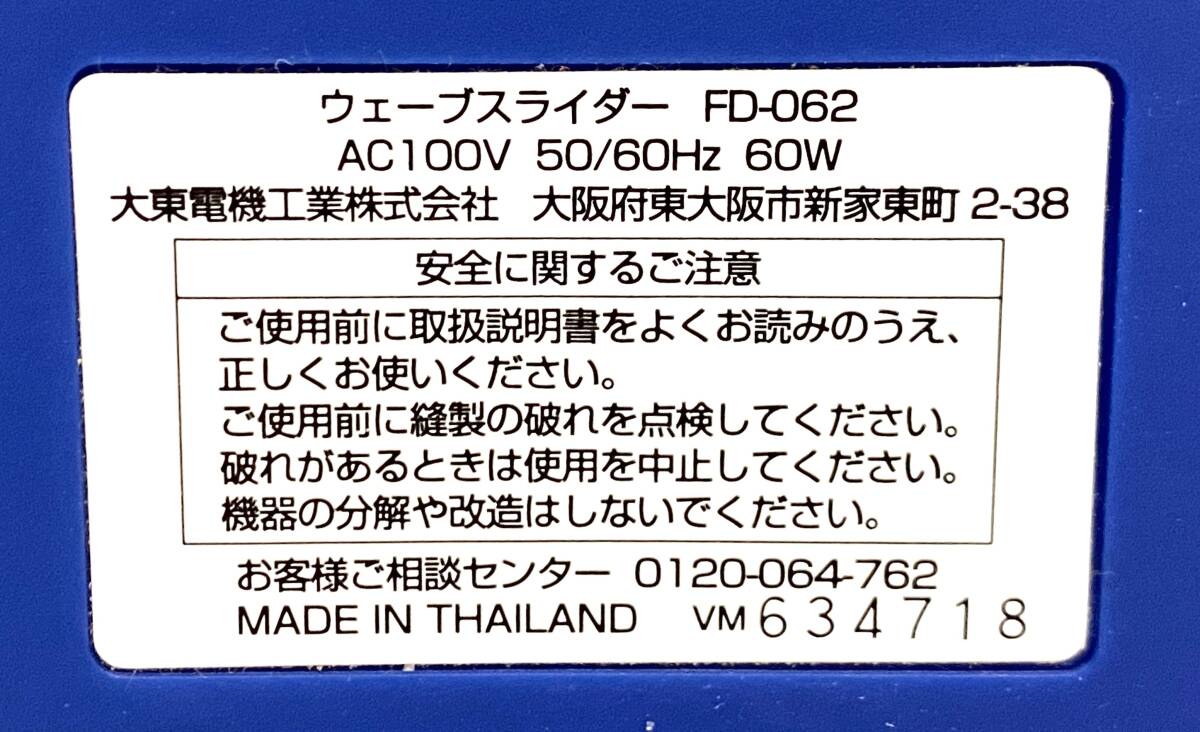 ウェーブスライダー FD-062
AC100V 50/60Hz 60W
大東電機工業株式会社 大阪府東大阪市新家東町 2-38
安全に関するご注意
ご使用前に取扱説明書をよくお読みのうえ、
正しくお使いください。
ご使用前に縫製の破れを点検してください。
破れがあるときは使用を中止してください。
機器の分解や改造はしないでください。
お客様ご相談センター 0120-064-762
MADE IN THAILAND VM 634718